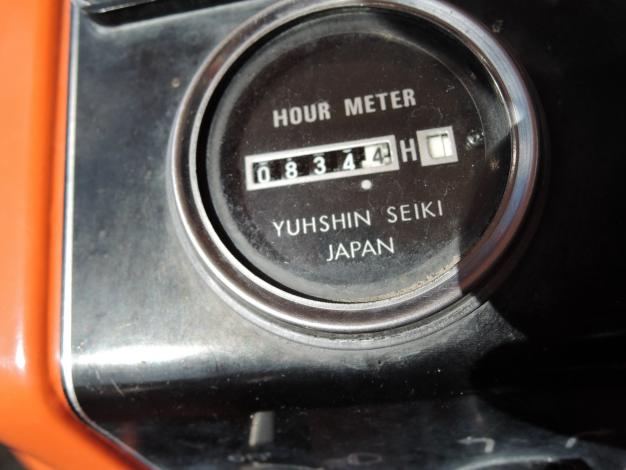 HOUR METER
08344 H
YUHSHIN SEIKI
JAPAN